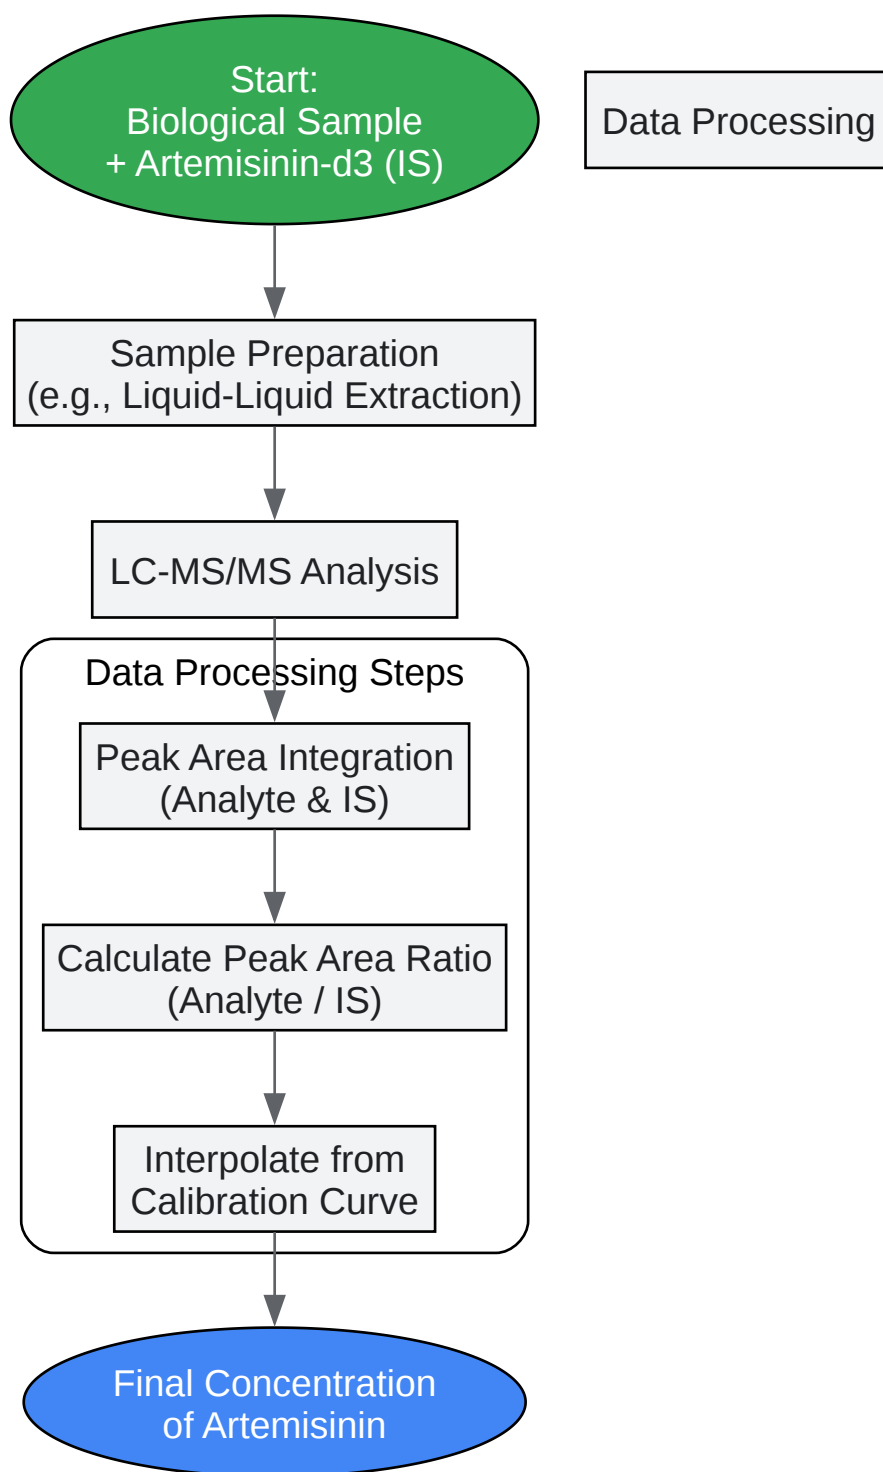 Start:
Biological Sample
+ Artemisinin-d3 (IS)
Data Processing
Sample Preparation
(e.g., Liquid-Liquid Extraction)
LC-MS/MS Analysis
Data Processing Steps
Peak Area Integration
(Analyte & IS)
Calculate Peak Area Ratio
(Analyte / IS)
Interpolate from
Calibration Curve
Final Concentration
of Artemisinin